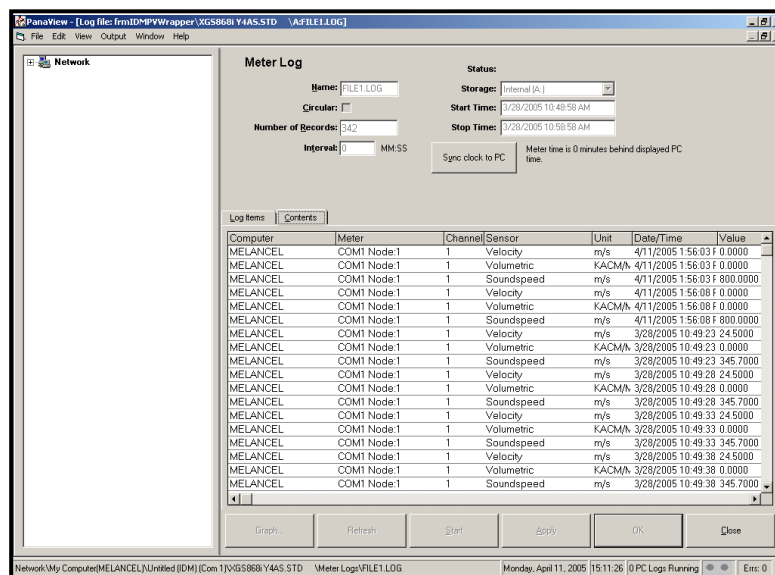 PanaView - [Log file: frmIDMPVWrapper\XGS868i Y4AS.STD \A:FILE1.LOG]
File Edit View Output Window Help
Network
Meter Log
Name: FILE1.LOG
Circular:
Number of Records: 342
Interval: 0 MM:SS
Status:
Storage: Internal (A:)
Start Time: 3/28/2005 10:48:58 AM
Stop Time: 3/28/2005 10:58:58 AM
Sync clock to PC
Meter time is 0 minutes behind displayed PC
time.
Log Items Contents
Computer Meter Channel Sensor Unit Date/Time Value
MELANCEL COM1 Node:1 1 Velocity m/s 4/11/2005 1:56:03 F 0.0000
MELANCEL COM1 Node:1 1 Volumetric KACM/M 4/11/2005 1:56:03 F 0.0000
MELANCEL COM1 Node:1 1 Soundspeed m/s 4/11/2005 1:56:03 F 800.0000
MELANCEL COM1 Node:1 1 Velocity m/s 4/11/2005 1:56:08 F 0.0000
MELANCEL COM1 Node:1 1 Volumetric KACM/M 4/11/2005 1:56:08 F 0.0000
MELANCEL COM1 Node:1 1 Soundspeed m/s 4/11/2005 1:56:08 F 800.0000
MELANCEL COM1 Node:1 1 Velocity m/s 3/28/2005 10:49:23 24.5000
MELANCEL COM1 Node:1 1 Volumetric KACM/M 3/28/2005 10:49:23 0.0000
MELANCEL COM1 Node:1 1 Soundspeed m/s 3/28/2005 10:49:23 345.7000
MELANCEL COM1 Node:1 1 Velocity m/s 3/28/2005 10:49:28 24.5000
MELANCEL COM1 Node:1 1 Volumetric KACM/M 3/28/2005 10:49:28 0.0000
MELANCEL COM1 Node:1 1 Soundspeed m/s 3/28/2005 10:49:28 345.7000
MELANCEL COM1 Node:1 1 Velocity m/s 3/28/2005 10:49:33 24.5000
MELANCEL COM1 Node:1 1 Volumetric KACM/M 3/28/2005 10:49:33 0.0000
MELANCEL COM1 Node:1 1 Soundspeed m/s 3/28/2005 10:49:33 345.7000
MELANCEL COM1 Node:1 1 Velocity m/s 3/28/2005 10:49:38 24.5000
MELANCEL COM1 Node:1 1 Volumetric KACM/M 3/28/2005 10:49:38 0.0000
MELANCEL COM1 Node:1 1 Soundspeed m/s 3/28/2005 10:49:38 345.7000
Graph... Refresh Start Apply OK Close
Network\My Computer(MELANCEL)\Untitled (IDM) (Com 1)\XGS868i Y4AS.STD \Meter Logs\FILE1.LOG Monday, April 11, 2005 15:11:26 0 PC Logs Running Errs: 0